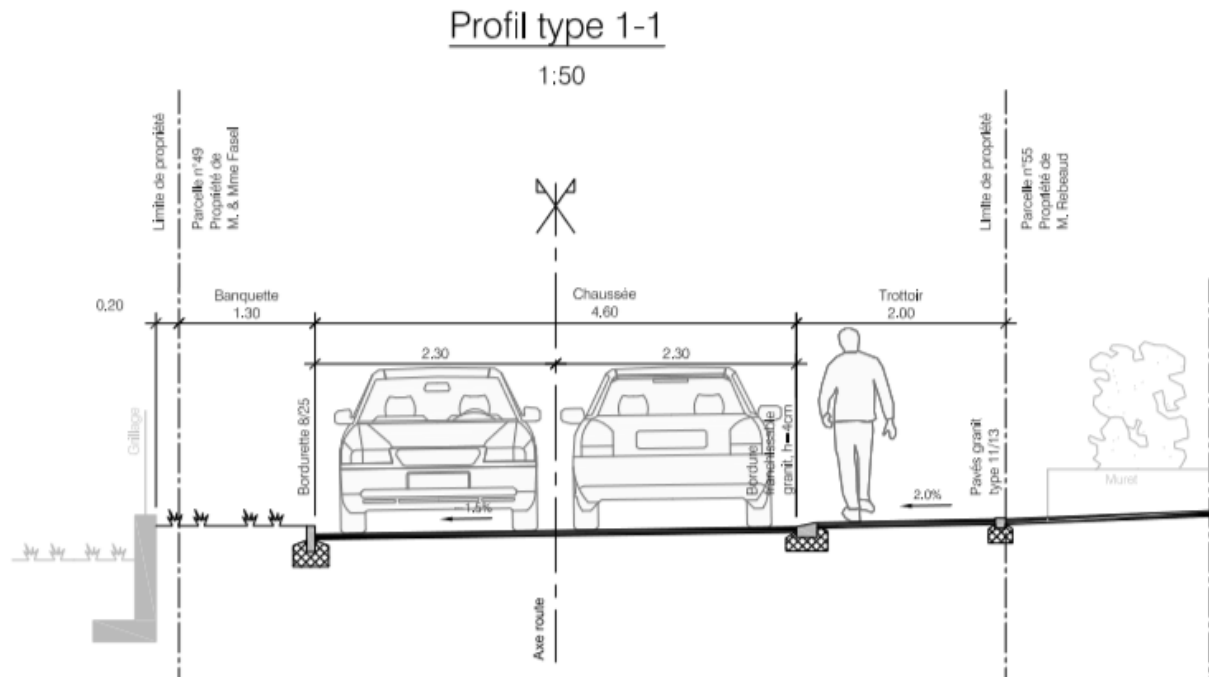 Profil type 1-1
1:50
Limite de propriété
Parcelle n°49
Propriété de
M. & Mme Fasel
Limite de propriété
Parcelle n°55
Propriété de
M. Rebeaud
0.20
Banquette
1.30
Chaussée
4.60
Trottoir
2.00
2.30
2.30
Grillage
Bordurette 8/25
Bordure
franchissable
granit, h=4cm
Pavés granit
type 11/13
Muret
~1.5%
2.0%
Axe route